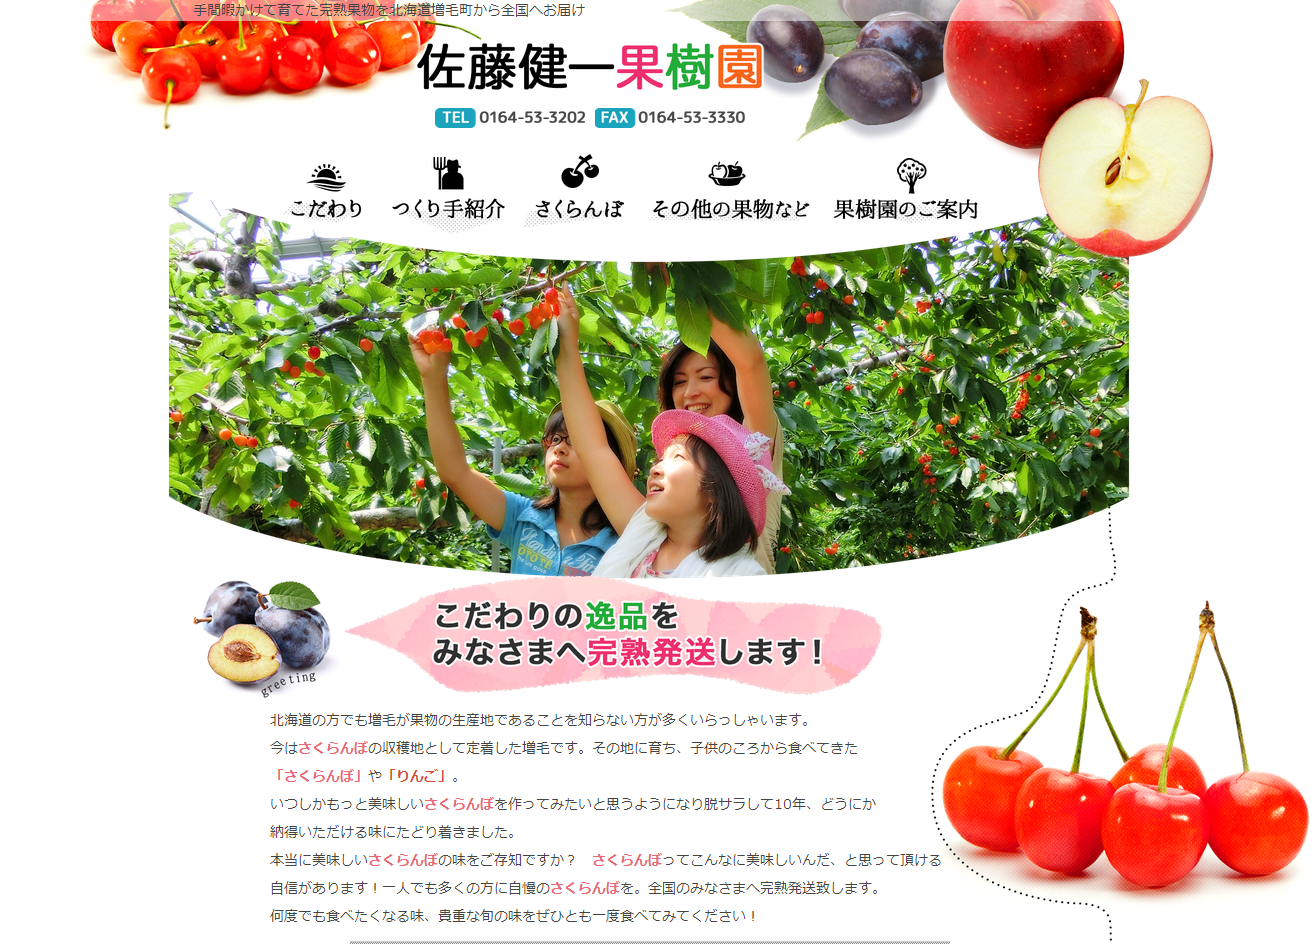 手間暇かけて育てた完熟果物を北海道増毛町から全国へお届け
佐藤健一果樹園
TEL 0164-53-3202 FAX 0164-53-3330
こだわり つくり手紹介 さくらんぼ その他の果物など 果樹園のご案内
こだわりの逸品を
みなさまへ完熟発送します!
greeting
北海道の方でも増毛が果物の生産地であることを知らない方が多くいらっしゃいます。
今はさくらんぼの収穫地として定着した増毛です。その地に育ち、子供のころから食べてきた
「さくらんぼ」や「りんご」。
いつしかもっと美味しいさくらんぼを作ってみたいと思うようになり脱サラして10年、どうにか
納得いただける味にたどり着きました。
本当に美味しいさくらんぼの味をご存知ですか？　さくらんぼってこんなに美味しいんだ、と思って頂ける
自信があります！一人でも多くの方に自慢のさくらんぼを。全国のみなさまへ完熟発送致します。
何度でも食べたくなる味、貴重な旬の味をぜひとも一度食べてみてください！